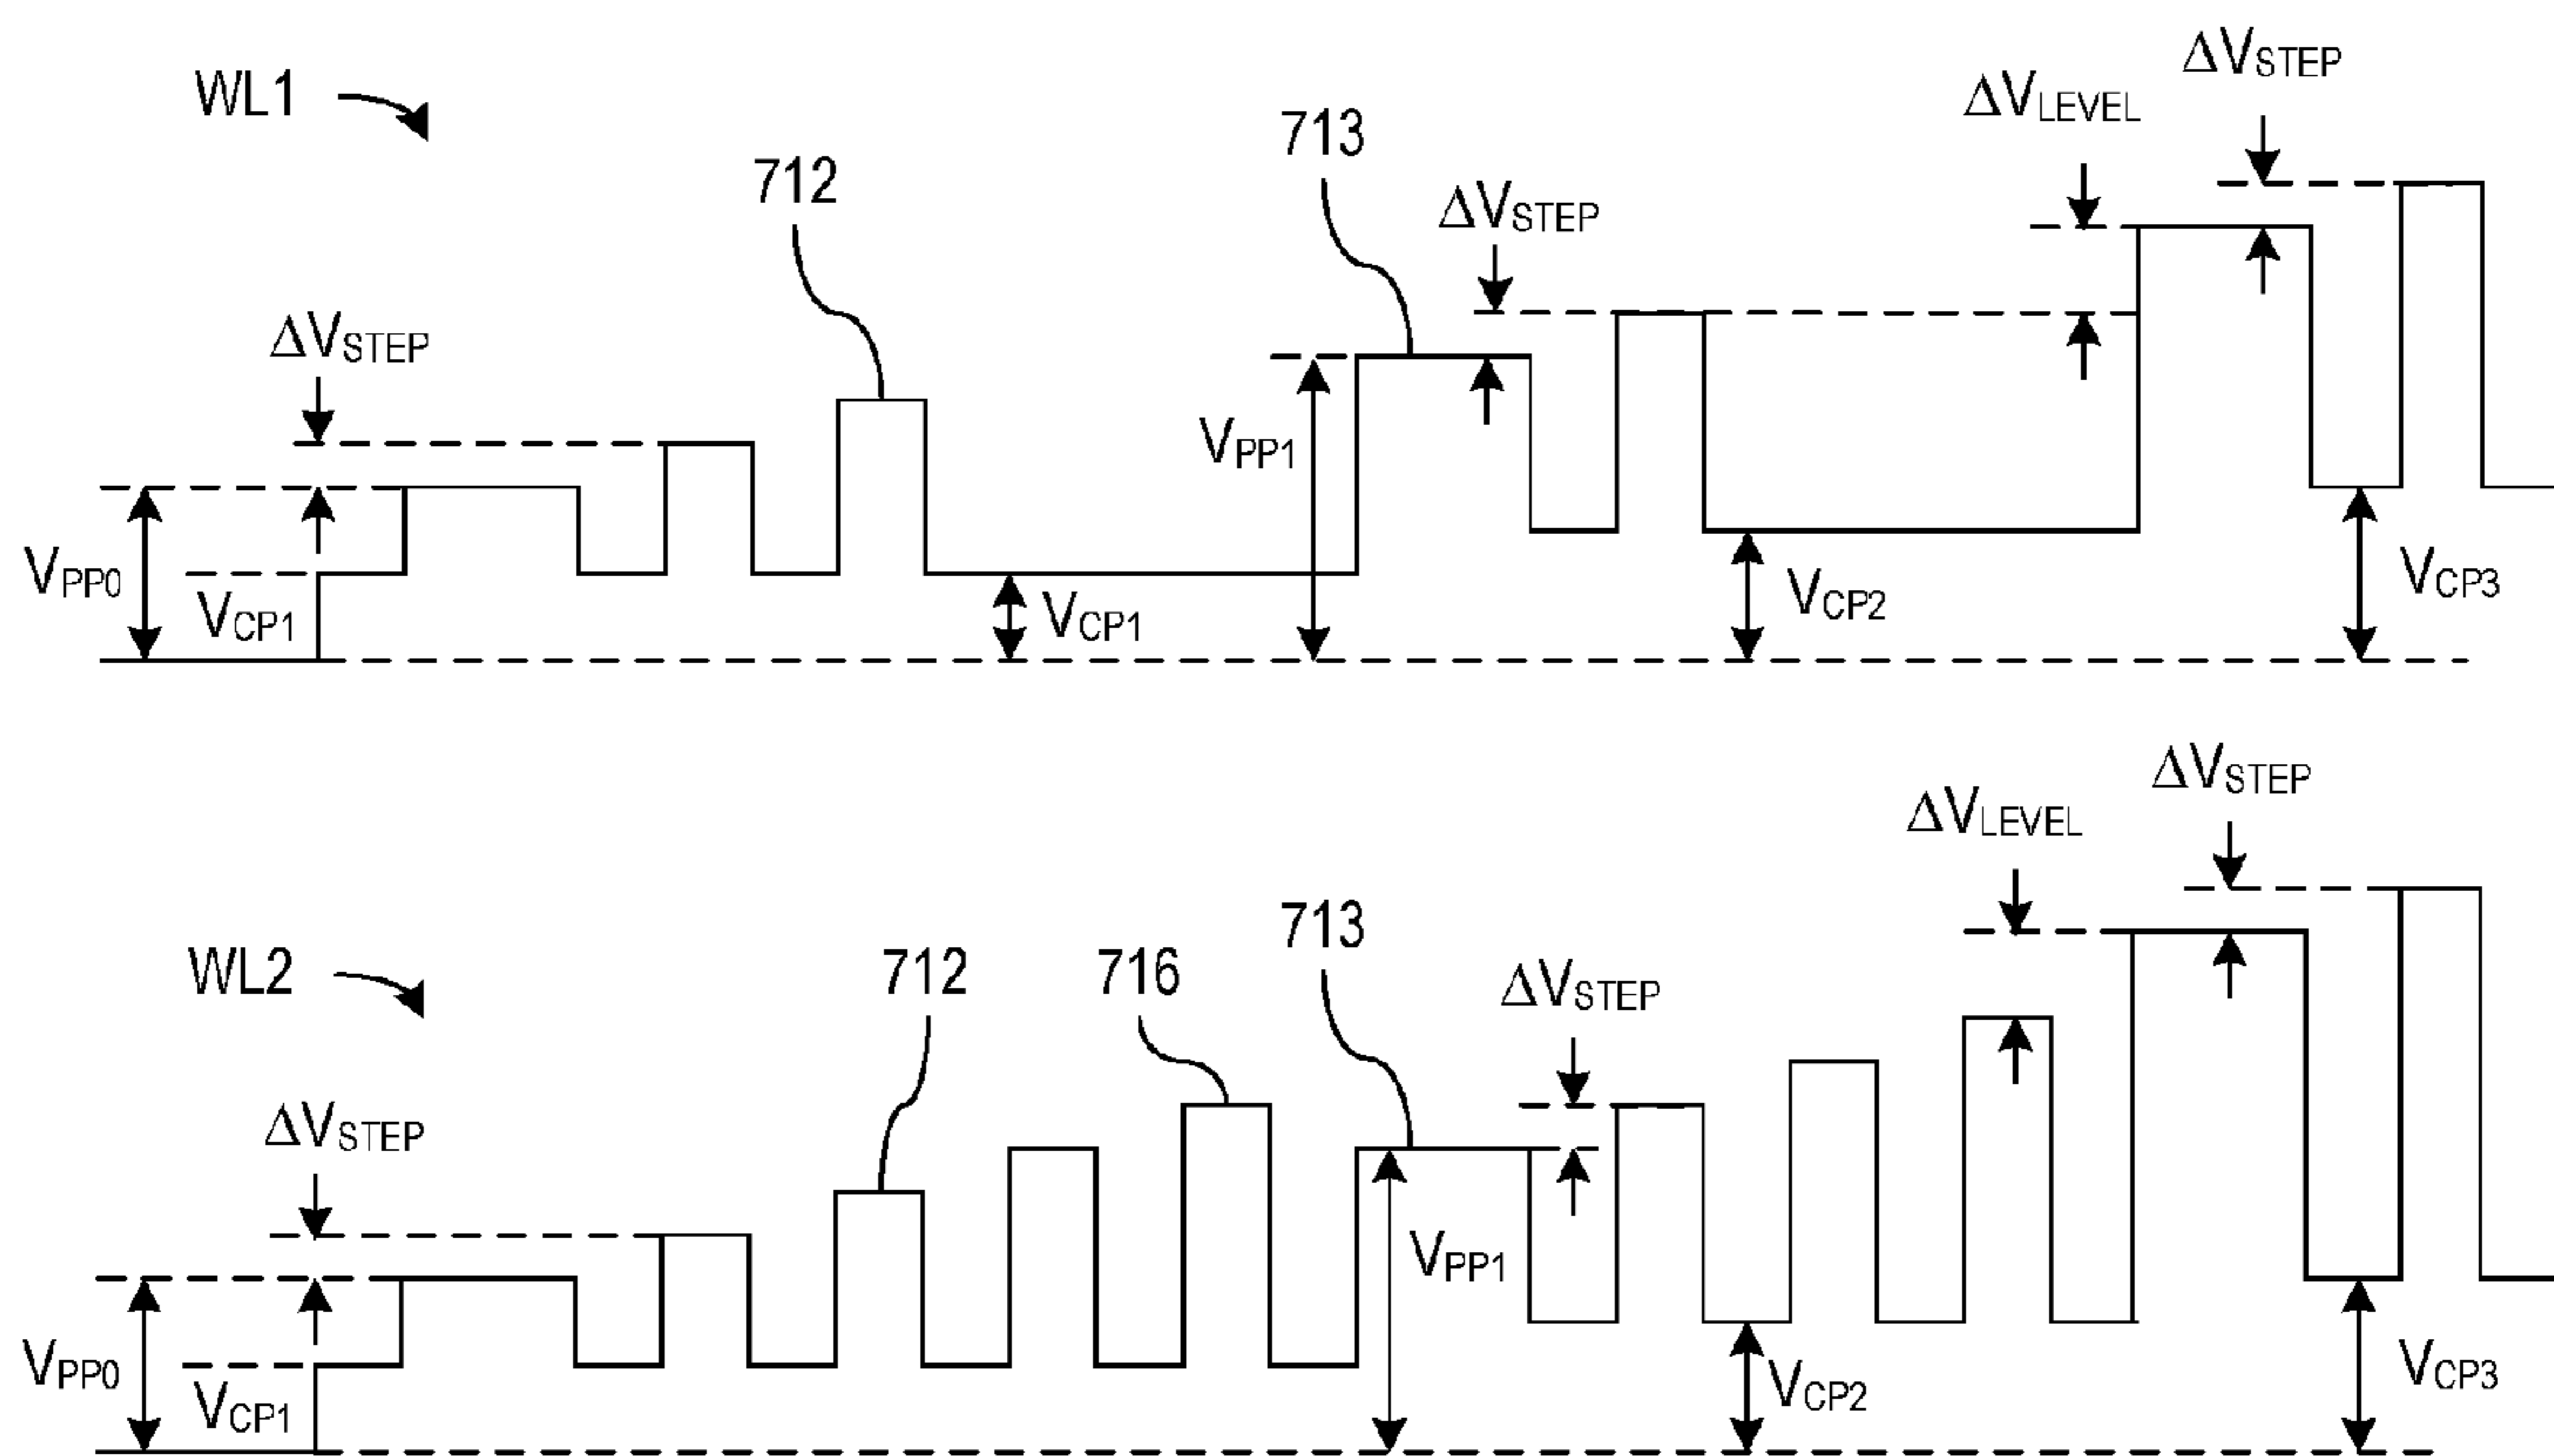 WL1
712
713
ΔVSTEP
ΔVLEVEL
ΔVSTEP
ΔVSTEP
VPP0
VCP1
VCP1
VPP1
VCP2
VCP3
WL2
712
716
713
ΔVSTEP
ΔVLEVEL
ΔVSTEP
ΔVSTEP
VPP0
VCP1
VPP1
VCP2
VCP3